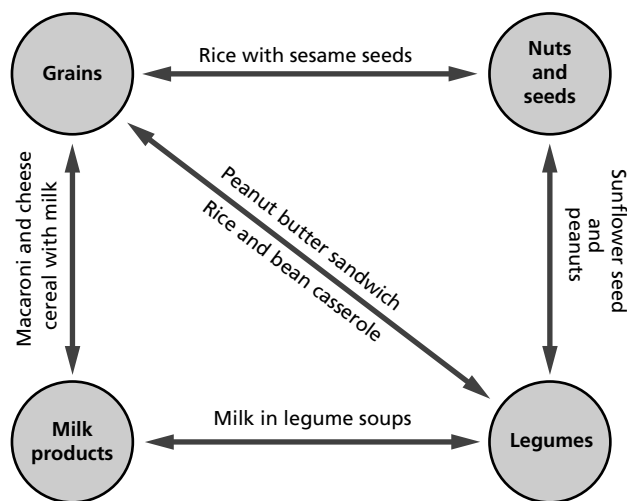 Grains
Rice with sesame seeds
Nuts
and
seeds
Macaroni and cheese
cereal with milk
Peanut butter sandwich
Rice and bean casserole
Sunflower seed
and
peanuts
Milk
products
Milk in legume soups
Legumes